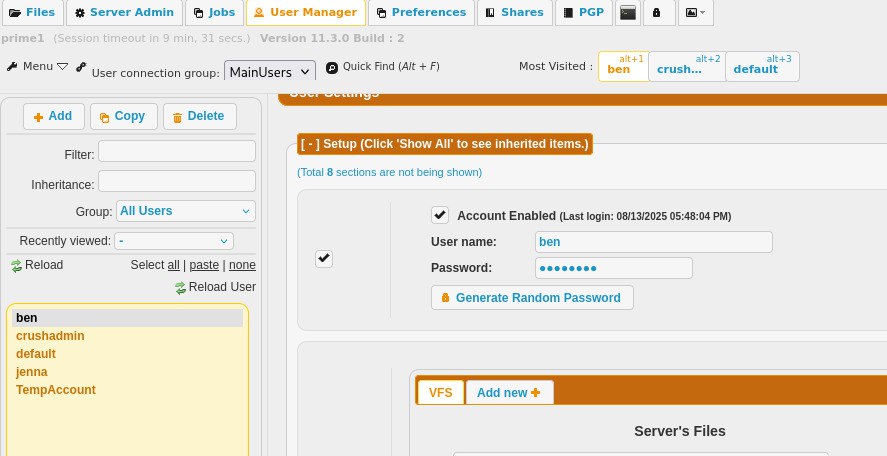 Files Server Admin Jobs User Manager Preferences Shares PGP
prime1 (Session timeout in 9 min, 31 secs.) Version 11.3.0 Build : 2
Menu User connection group: MainUsers Quick Find (Alt + F) Most Visited : alt+1 ben alt+2 crush... alt+3 default
User Settings
Add Copy Delete
Filter:
Inheritance:
Group: All Users
Recently viewed: -
Reload Select all | paste | none
Reload User
ben
crushadmin
default
jenna
TempAccount
[ - ] Setup (Click 'Show All' to see inherited items.)
(Total 8 sections are not being shown)
Account Enabled (Last login: 08/13/2025 05:48:04 PM)
User name: ben
Password: ●●●●●●●●
Generate Random Password
VFS Add new
Server's Files